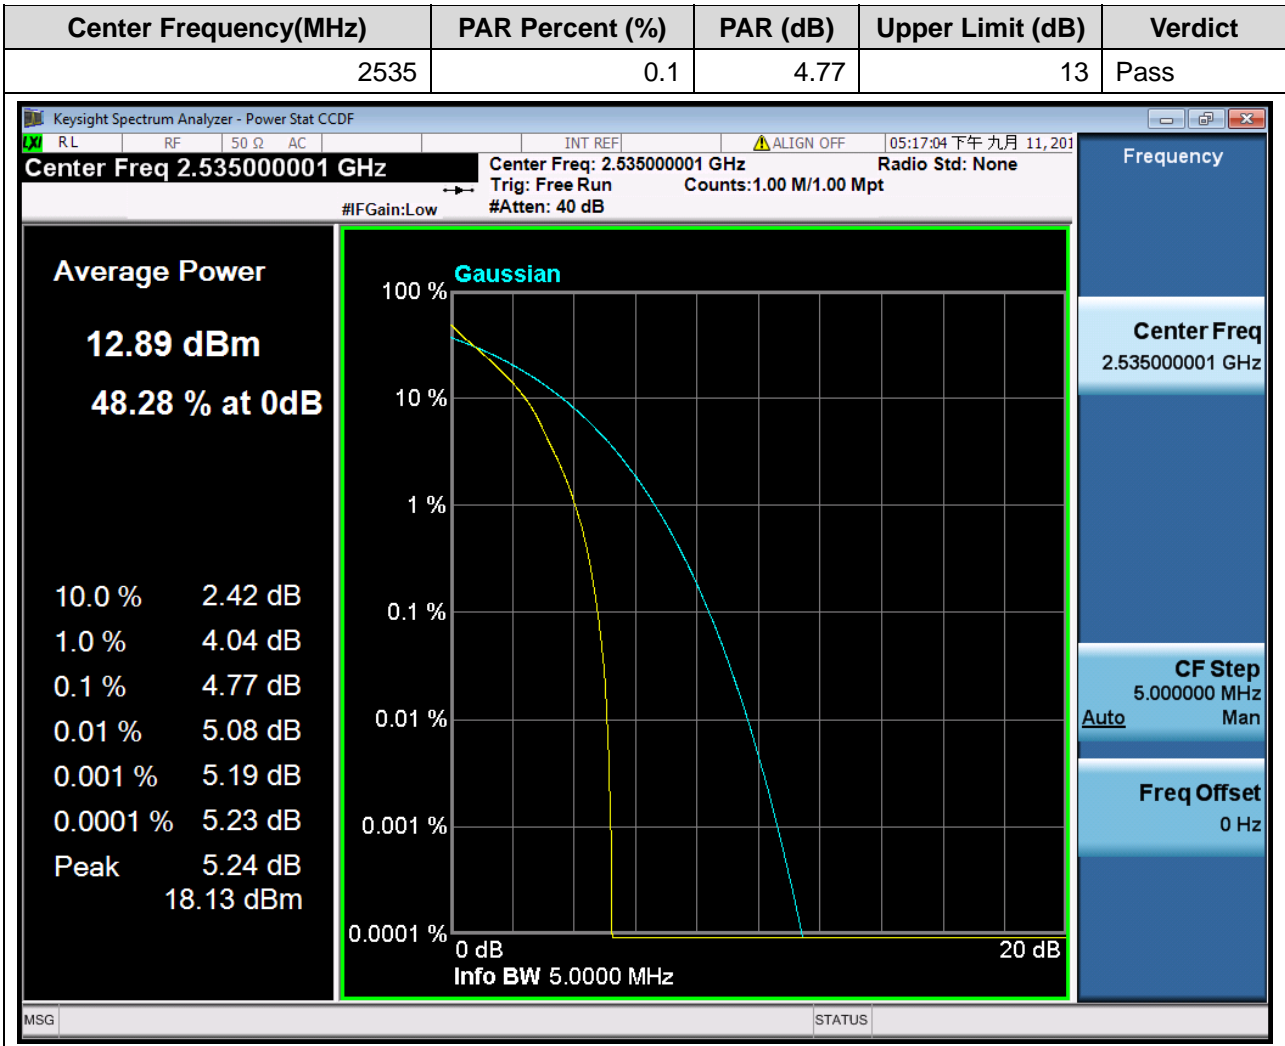 Center Frequency(MHz) PAR Percent (%) PAR (dB) Upper Limit (dB) Verdict
2535 0.1 4.77 13 Pass
Keysight Spectrum Analyzer - Power Stat CCDF
LXI RL RF 50 Ω AC INT REF ALIGN OFF 05:17:04 下午 九月 11, 201
Center Freq 2.535000001 GHz
#IFGain:Low
Center Freq: 2.535000001 GHz Radio Std: None
Trig: Free Run Counts:1.00 M/1.00 Mpt
#Atten: 40 dB
Average Power
12.89 dBm
48.28 % at 0dB
10.0 % 2.42 dB
1.0 % 4.04 dB
0.1 % 4.77 dB
0.01 % 5.08 dB
0.001 % 5.19 dB
0.0001 % 5.23 dB
Peak 5.24 dB
18.13 dBm
Gaussian
100 %
10 %
1 %
0.1 %
0.01 %
0.001 %
0.0001 %
0 dB 20 dB
Info BW 5.0000 MHz
Frequency
Center Freq
2.535000001 GHz
CF Step
5.000000 MHz
Auto Man
Freq Offset
0 Hz
MSG STATUS